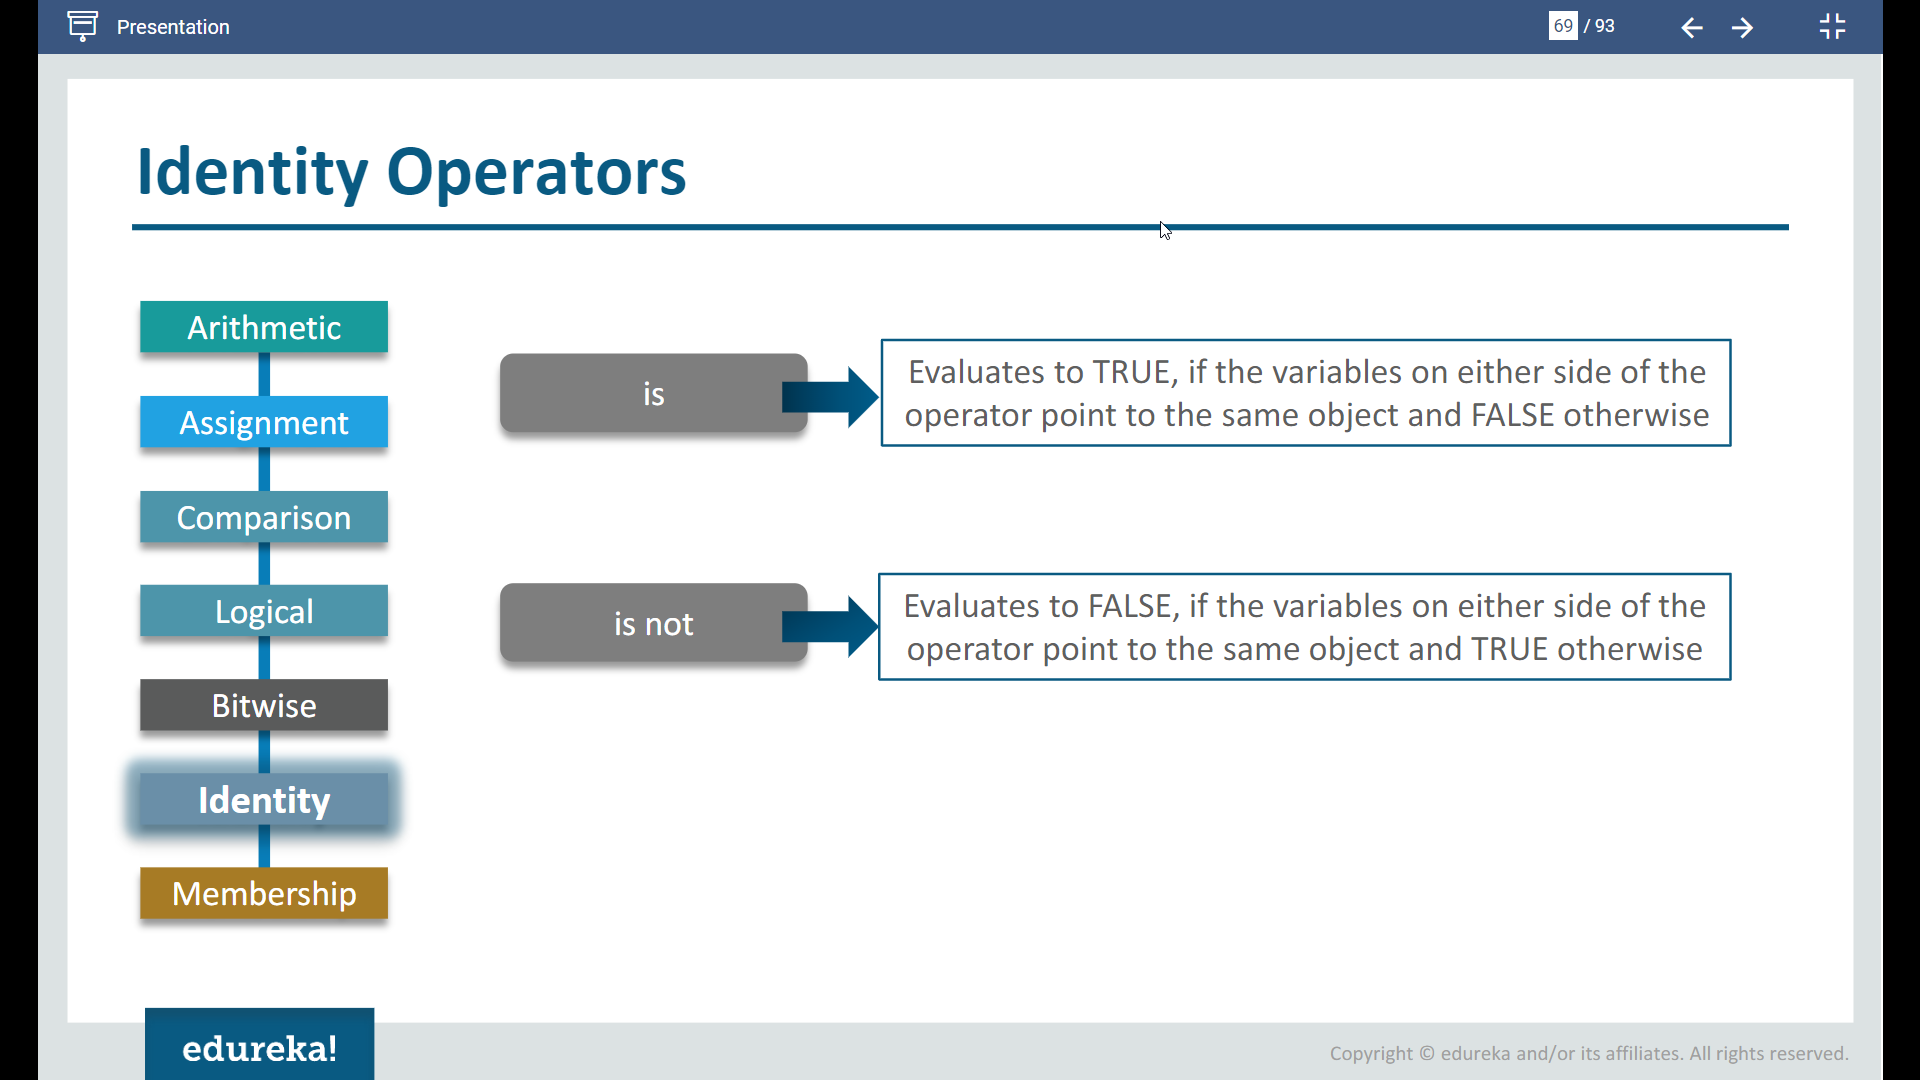 Presentation
69 / 93
Identity Operators
Arithmetic
Assignment
Comparison
Logical
Bitwise
Identity
Membership
is
Evaluates to TRUE, if the variables on either side of the
operator point to the same object and FALSE otherwise
is not
Evaluates to FALSE, if the variables on either side of the
operator point to the same object and TRUE otherwise
edureka!
Copyright © edureka and/or its affiliates. All rights reserved.